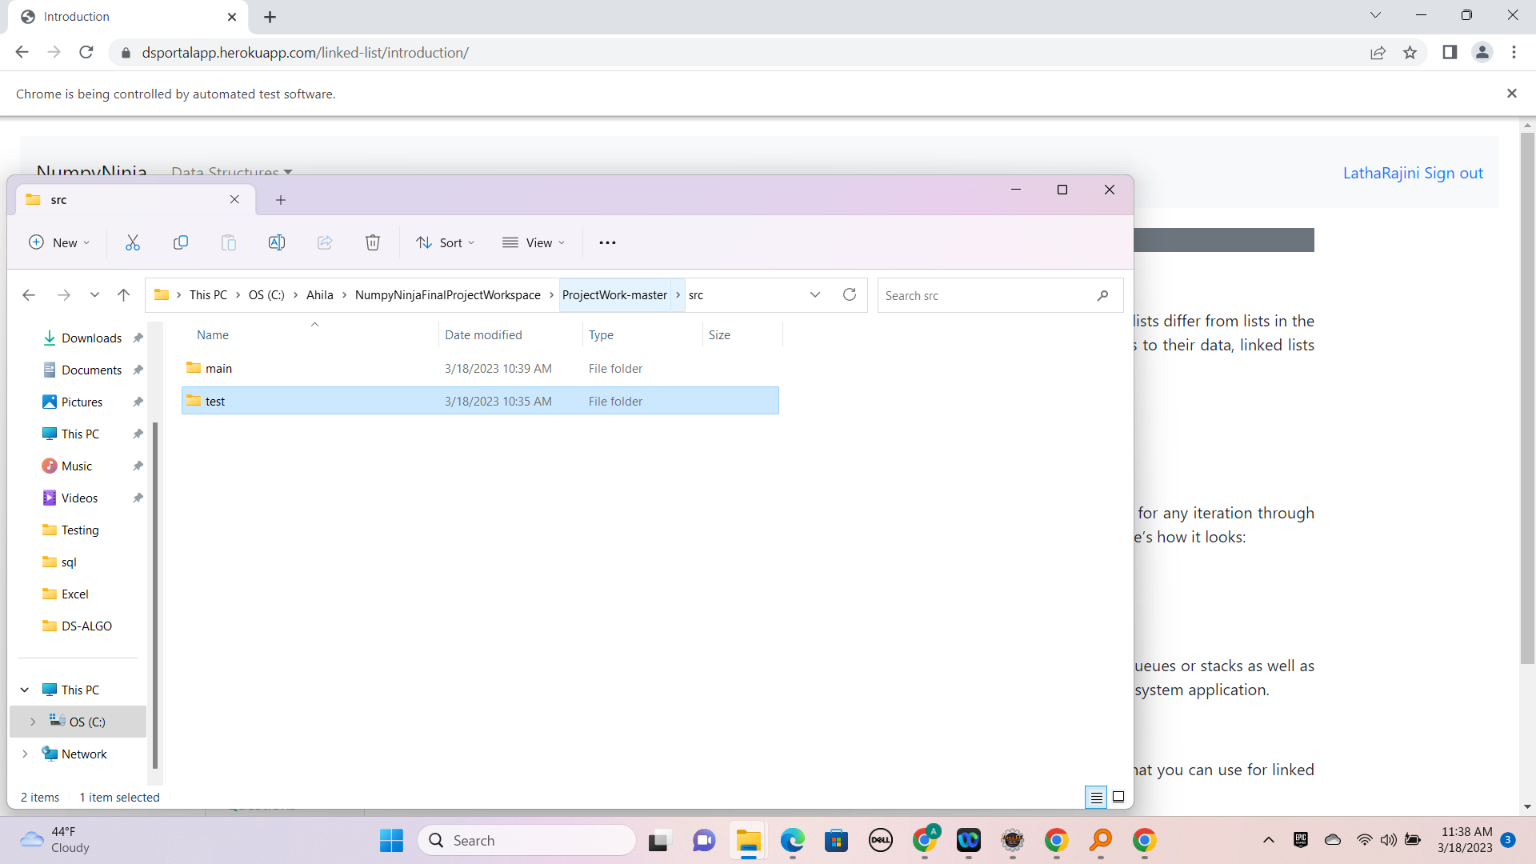 Introduction
dsportalapp.herokuapp.com/linked-list/introduction/
Chrome is being controlled by automated test software.
NumpyNinja Data Structures
LathaRajini Sign out
src
New Sort View
This PC OS (C:) Ahila NumpyNinjaFinalProjectWorkspace ProjectWork-master src
Search src
Name Date modified Type Size
main 3/18/2023 10:39 AM File folder
test 3/18/2023 10:35 AM File folder
Downloads
Documents
Pictures
This PC
Music
Videos
Testing
sql
Excel
DS-ALGO
This PC
OS (C:)
Network
2 items 1 item selected
lists differ from lists in the
s to their data, linked lists
for any iteration through
e's how it looks:
ueues or stacks as well as
system application.
hat you can use for linked
44°F
Cloudy
Search
DELL
A
EPIC
GAMES
11:38 AM
3/18/2023
3